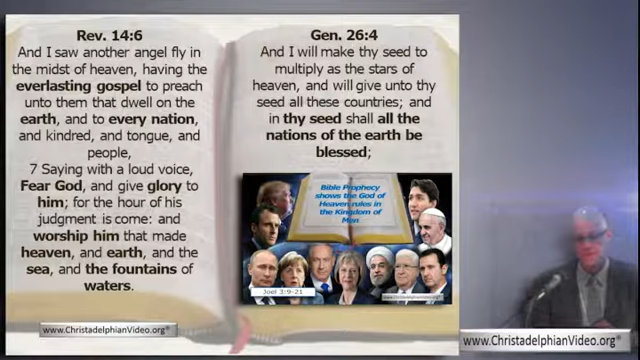 Rev. 14:6
And I saw another angel fly in
the midst of heaven, having the
everlasting gospel to preach
unto them that dwell on the
earth, and to every nation,
and kindred, and tongue, and
people,
7 Saying with a loud voice,
Fear God, and give glory to
him; for the hour of his
judgment is come: and
worship him that made
heaven, and earth, and the
sea, and the fountains of
waters.
www.ChristadelphianVideo.org®
Gen. 26:4
And I will make thy seed to
multiply as the stars of
heaven, and will give unto thy
seed all these countries; and
in thy seed shall all the
nations of the earth be
blessed;
Bible Prophecy
shows the God of
Heaven rules in
the Kingdom of
Men
Joel 3:9-21
www.ChristadelphianVideo.org®
www.ChristadelphianVideo.org®